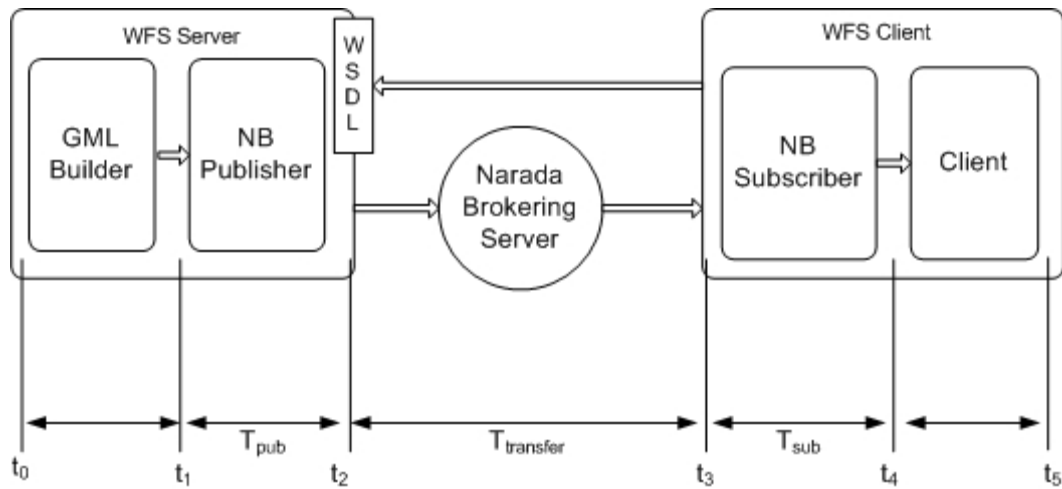 WFS Server
WFS Client
W
S
D
L
GML
Builder
NB
Publisher
Narada
Brokering
Server
NB
Subscriber
Client
Tpub
Ttransfer
Tsub
t0
t1
t2
t3
t4
t5